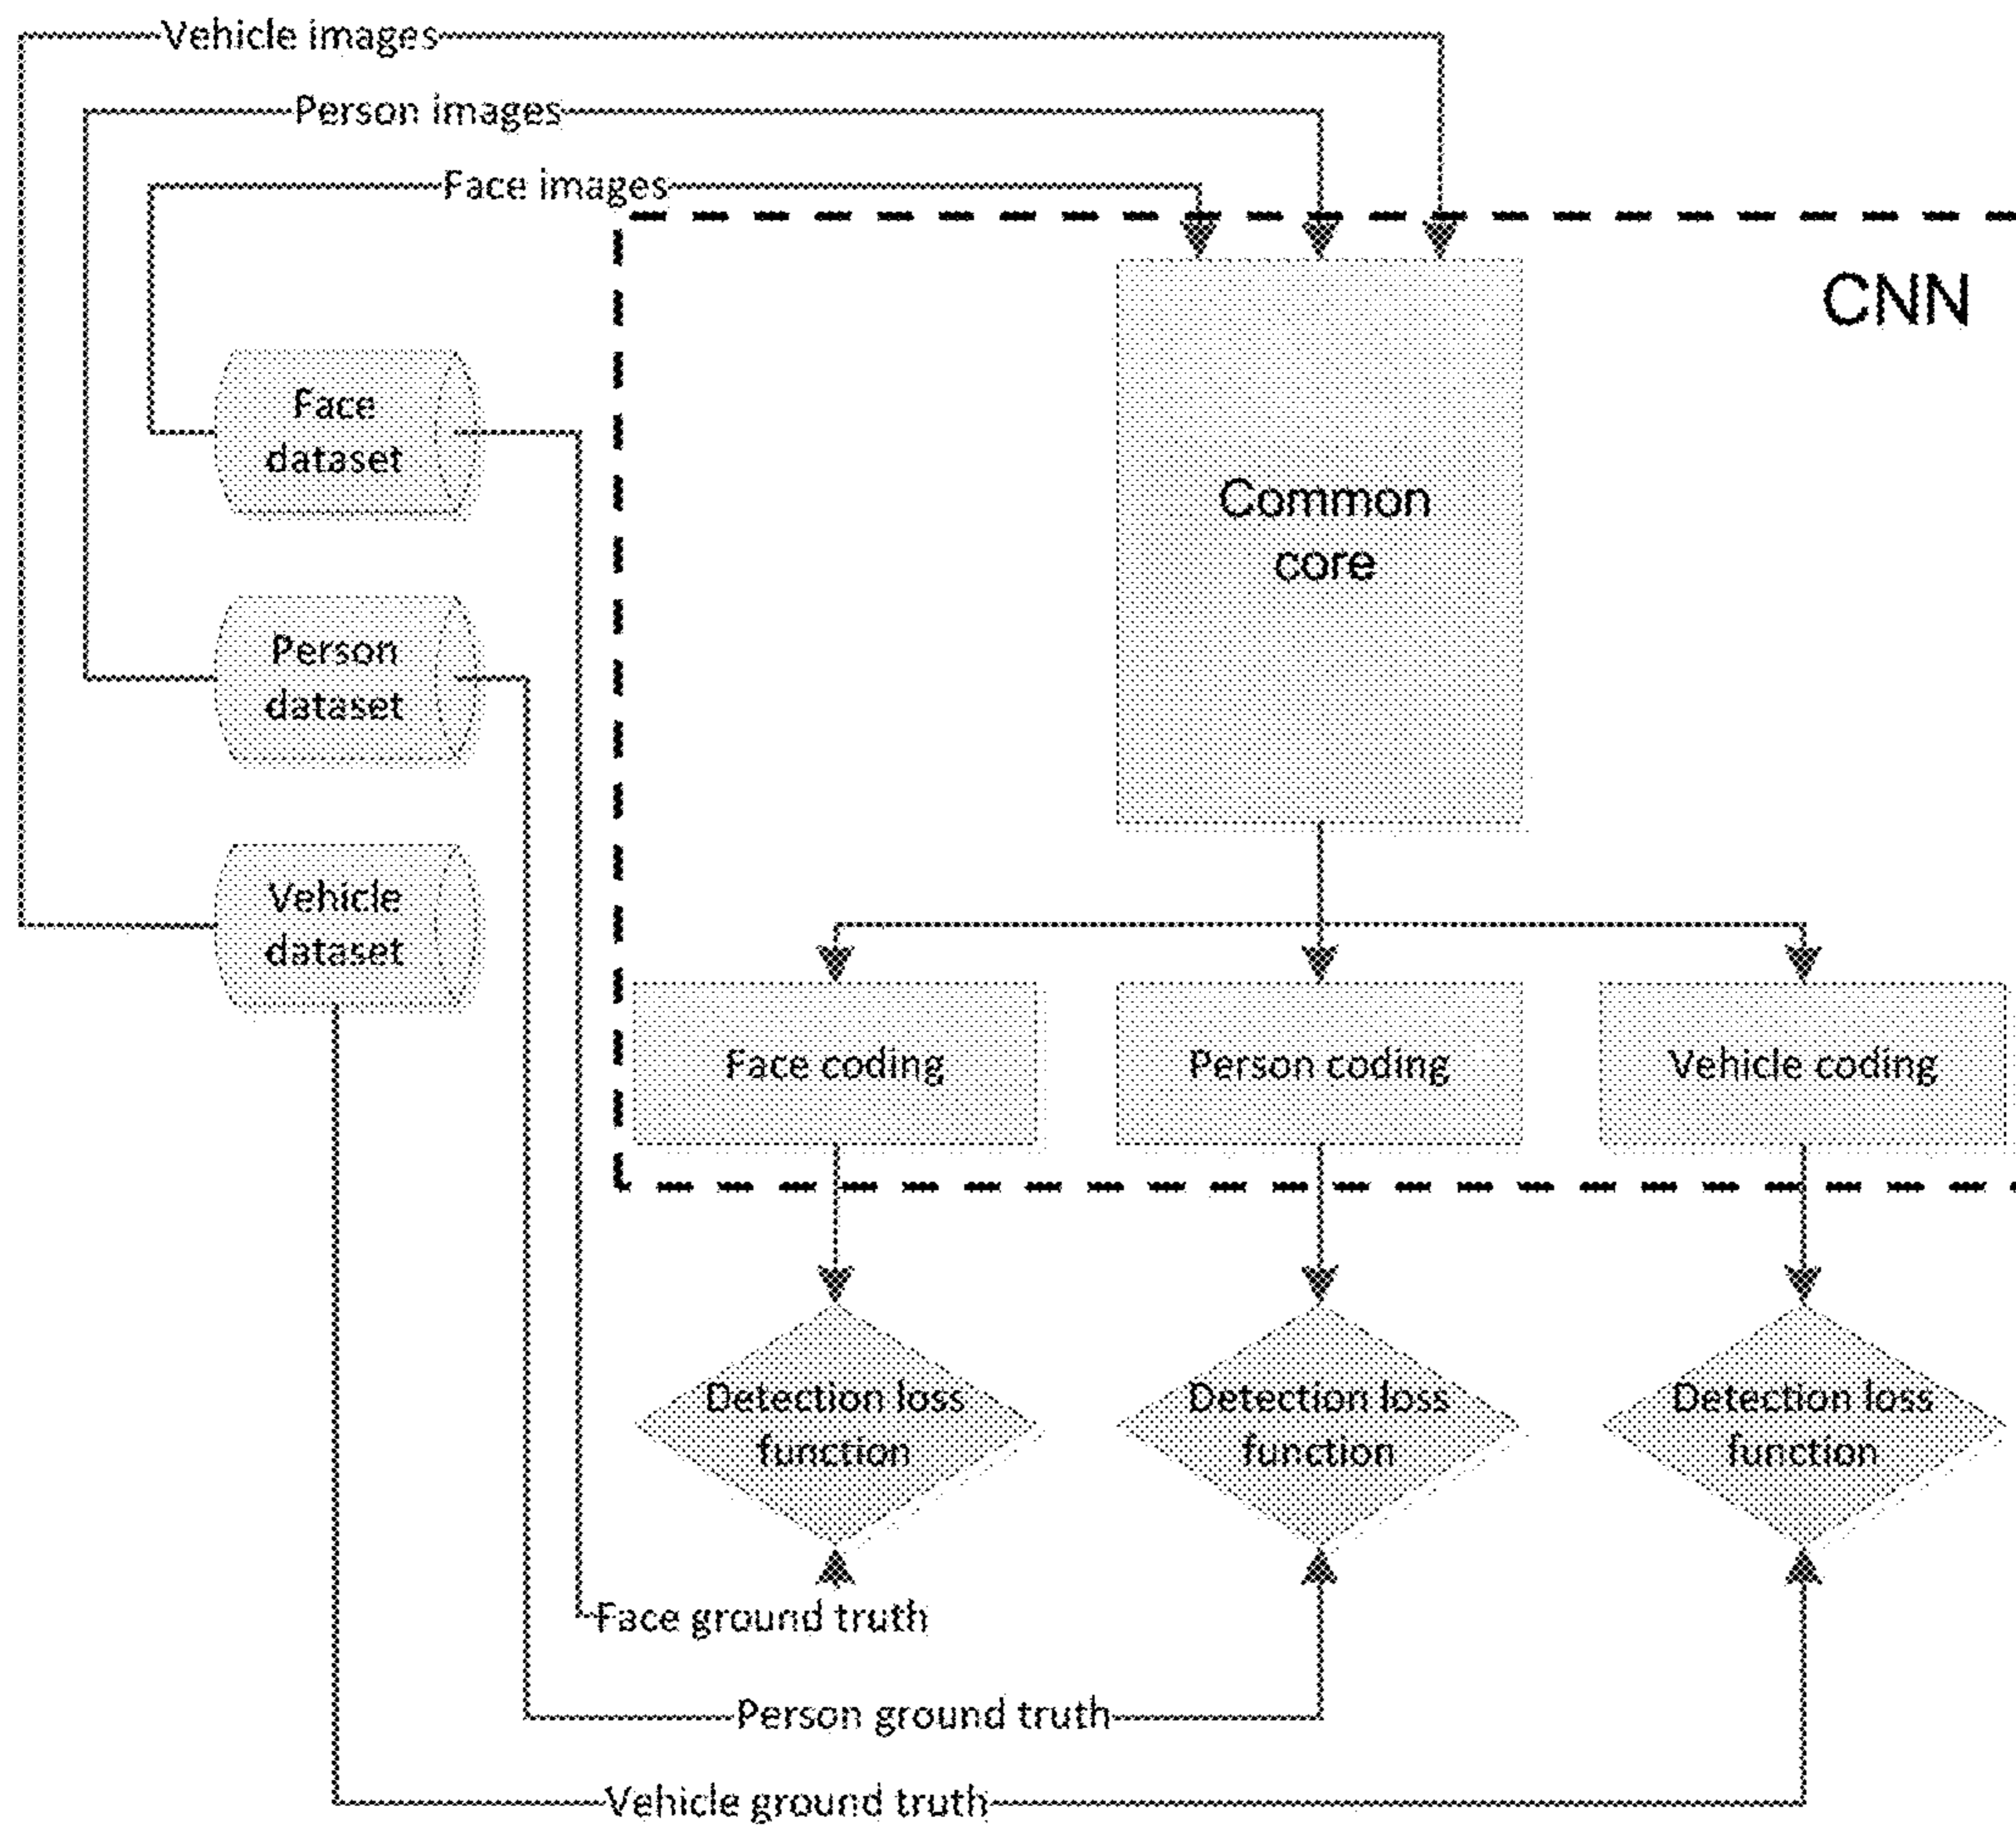 Vehicle images
Person images
Face images
CNN
Face
dataset
Common
core
Person
dataset
Vehicle
dataset
Face coding
Person coding
Vehicle coding
Detection loss
function
Detection loss
function
Detection loss
function
Face ground truth
Person ground truth
Vehicle ground truth